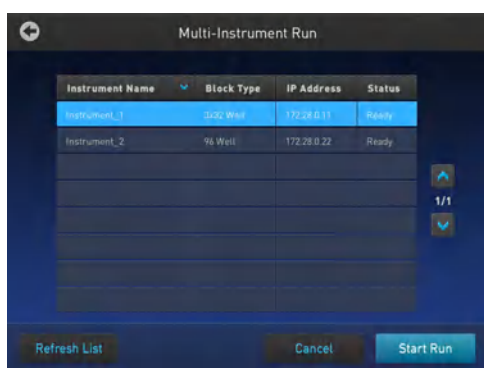 Multi-Instrument Run
Instrument Name Block Type IP Address Status
Instrument_1 3x32 Well 172.28.0.11 Ready
Instrument_2 96 Well 172.28.0.22 Ready
1/1
Refresh List Cancel Start Run